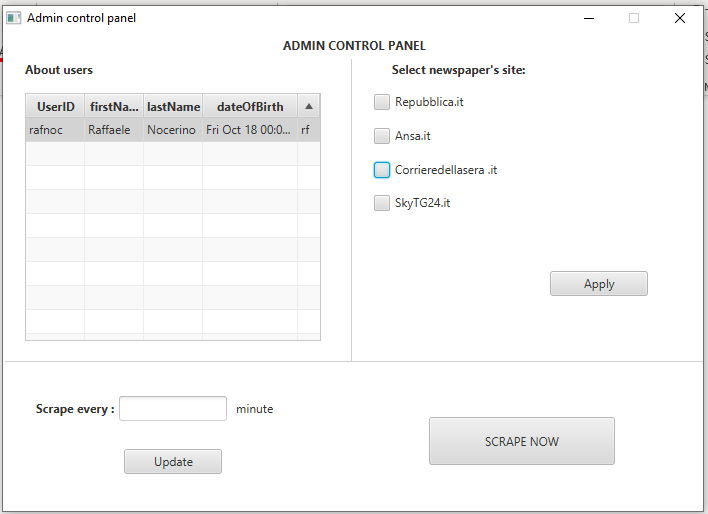 Admin control panel
ADMIN CONTROL PANEL
About users
UserID firstNa... lastName dateOfBirth
rafnoc Raffaele Nocerino Fri Oct 18 00:0... rf
Select newspaper's site:
Repubblica.it
Ansa.it
Corrieredellasera .it
SkyTG24.it
Apply
Scrape every : minute
Update
SCRAPE NOW